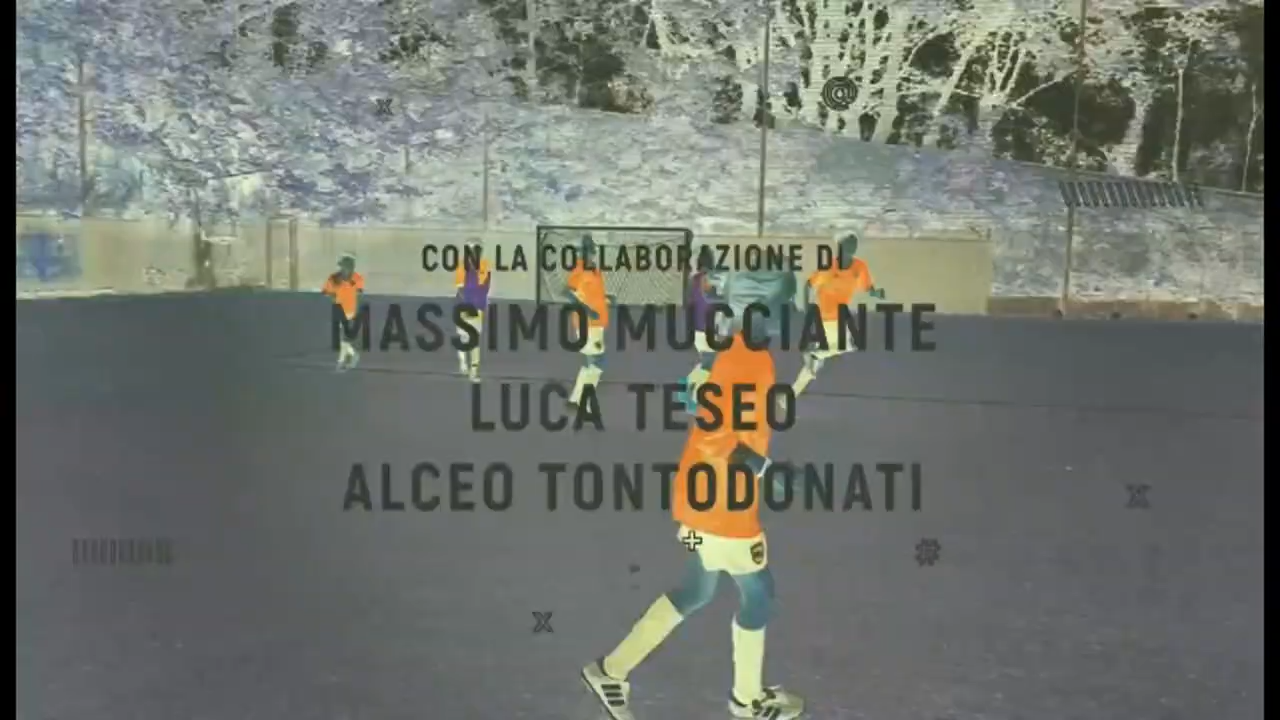 CON LA COLLABORAZIONE DI
MASSIMO MUCCIANTE
LUCA TESEO
ALCEO TONTODONATI